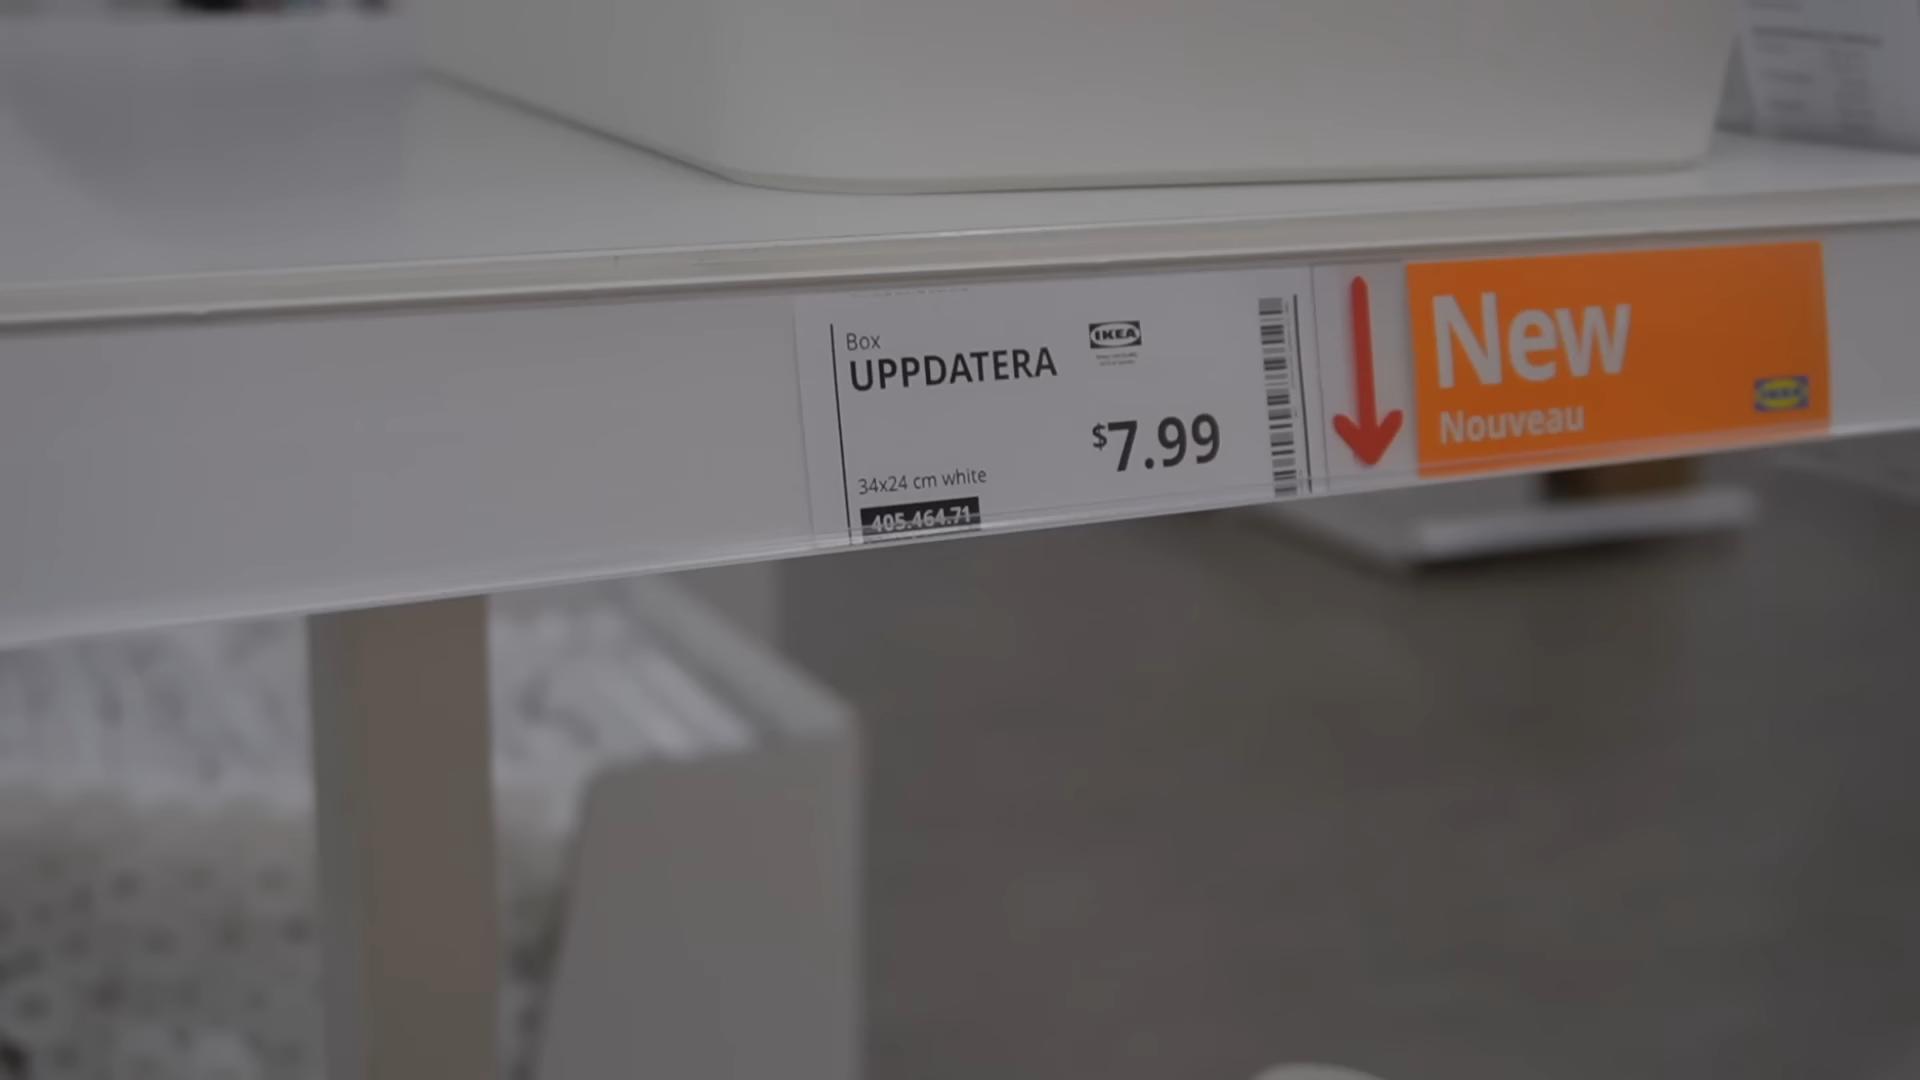 Box
UPPDATERA
IKEA
$7.99
34x24 cm white
405.464.71
New
Nouveau
IKEA